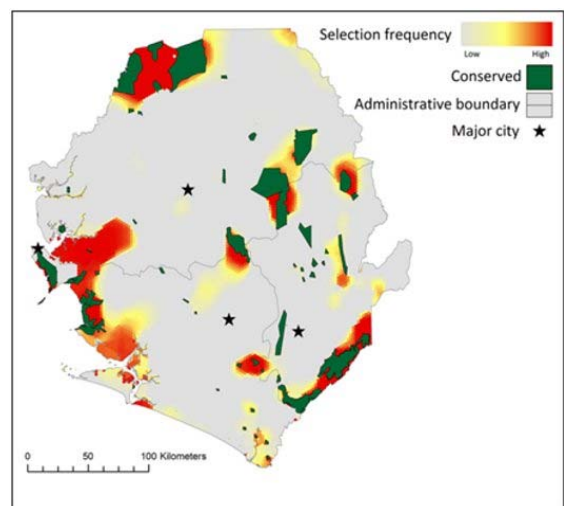 Selection frequency
Low High
Conserved
Administrative boundary
Major city
0 50 100 Kilometers